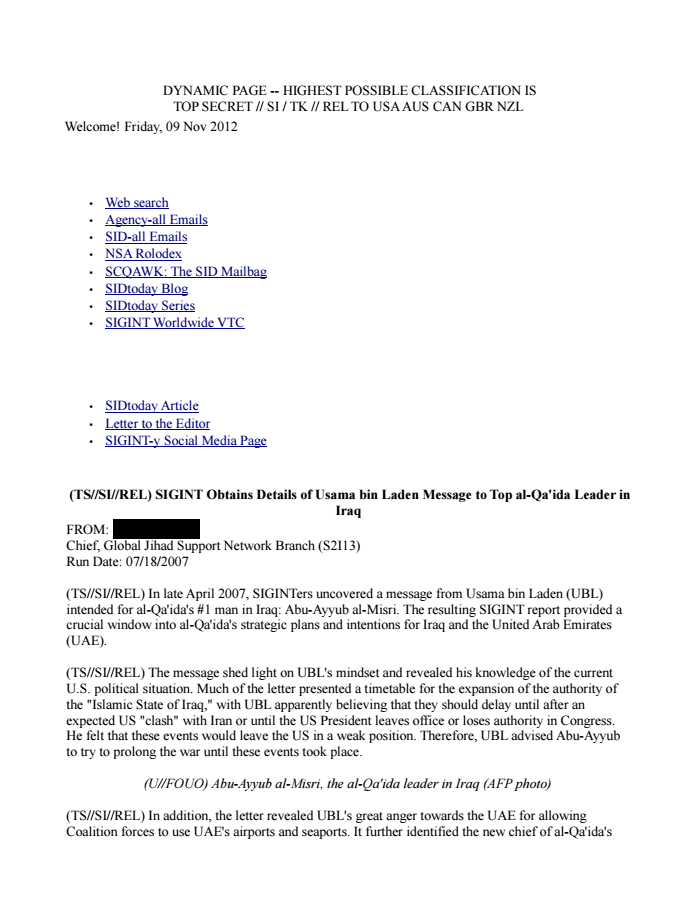 DYNAMIC PAGE -- HIGHEST POSSIBLE CLASSIFICATION IS
TOP SECRET // SI / TK // REL TO USA AUS CAN GBR NZL
Welcome! Friday, 09 Nov 2012
• Web search
• Agency-all Emails
• SID-all Emails
• NSA Rolodex
• SCQAWK: The SID Mailbag
• SIDtoday Blog
• SIDtoday Series
• SIGINT Worldwide VTC
• SIDtoday Article
• Letter to the Editor
• SIGINT-y Social Media Page
(TS//SI//REL) SIGINT Obtains Details of Usama bin Laden Message to Top al-Qa'ida Leader in
Iraq
FROM:
Chief, Global Jihad Support Network Branch (S2I13)
Run Date: 07/18/2007
(TS//SI//REL) In late April 2007, SIGINTers uncovered a message from Usama bin Laden (UBL)
intended for al-Qa'ida's #1 man in Iraq: Abu-Ayyub al-Misri. The resulting SIGINT report provided a
crucial window into al-Qa'ida's strategic plans and intentions for Iraq and the United Arab Emirates
(UAE).
(TS//SI//REL) The message shed light on UBL's mindset and revealed his knowledge of the current
U.S. political situation. Much of the letter presented a timetable for the expansion of the authority of
the "Islamic State of Iraq," with UBL apparently believing that they should delay until after an
expected US "clash" with Iran or until the US President leaves office or loses authority in Congress.
He felt that these events would leave the US in a weak position. Therefore, UBL advised Abu-Ayyub
to try to prolong the war until these events took place.
(U//FOUO) Abu-Ayyub al-Misri, the al-Qa'ida leader in Iraq (AFP photo)
(TS//SI//REL) In addition, the letter revealed UBL's great anger towards the UAE for allowing
Coalition forces to use UAE's airports and seaports. It further identified the new chief of al-Qa'ida's